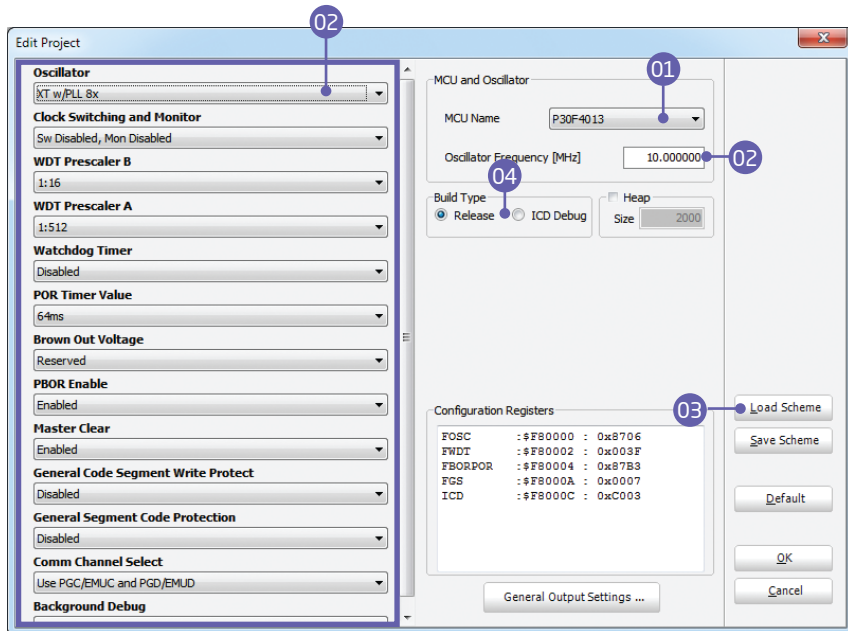 02
Edit Project
Oscillator
XT w/PLL 8x
Clock Switching and Monitor
Sw Disabled, Mon Disabled
WDT Prescaler B
1:16
WDT Prescaler A
1:512
Watchdog Timer
Disabled
POR Timer Value
64ms
Brown Out Voltage
Reserved
PBOR Enable
Enabled
Master Clear
Enabled
General Code Segment Write Protect
Disabled
General Segment Code Protection
Disabled
Comm Channel Select
Use PGC/EMUC and PGD/EMUD
Background Debug
MCU and Oscillator
01
MCU Name P30F4013
Oscillator Frequency [MHz] 10.000000 02
04
Build Type
Release ICD Debug
Heap
Size 2000
Configuration Registers
FOSC :$F80000 : 0x8706
FWDT :$F80002 : 0x003F
FBORPOR :$F80004 : 0x87B3
FGS :$F8000A : 0x0007
ICD :$F8000C : 0xC003
General Output Settings ...
03
Load Scheme
Save Scheme
Default
OK
Cancel